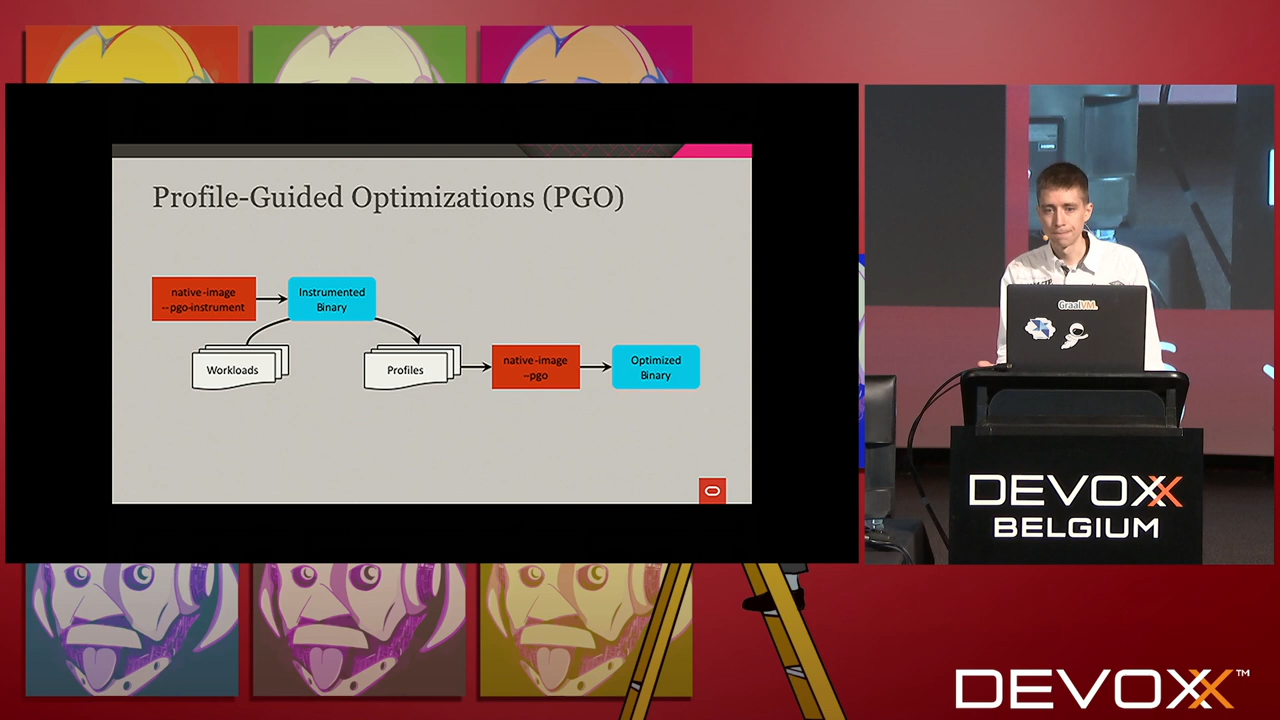 Profile-Guided Optimizations (PGO)
native-image
--pgo-instrument
Instrumented
Binary
Workloads
Profiles
native-image
--pgo
Optimized
Binary
GraalVM.
DEVOXX
BELGIUM
DEVOXX™